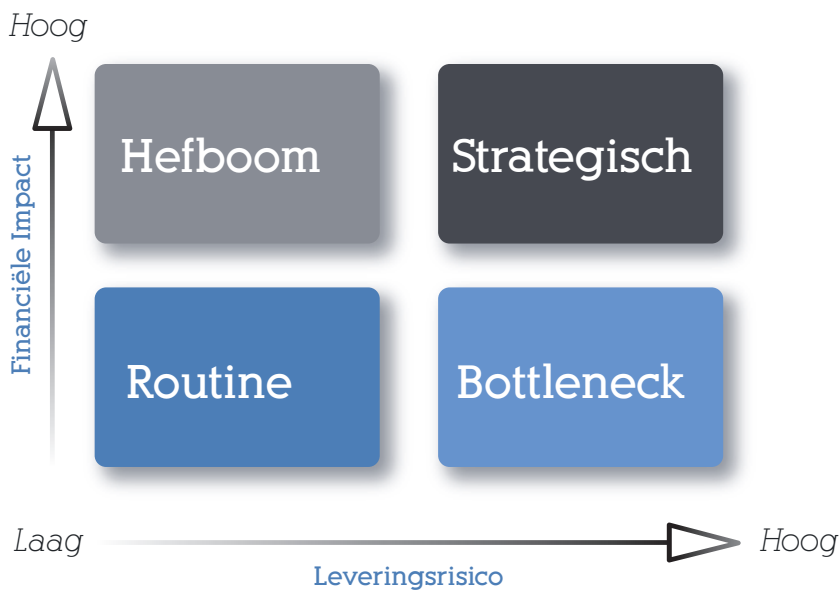 Hoog
Financiële Impact
Hefboom
Strategisch
Routine
Bottleneck
Laag
Hoog
Leveringsrisico